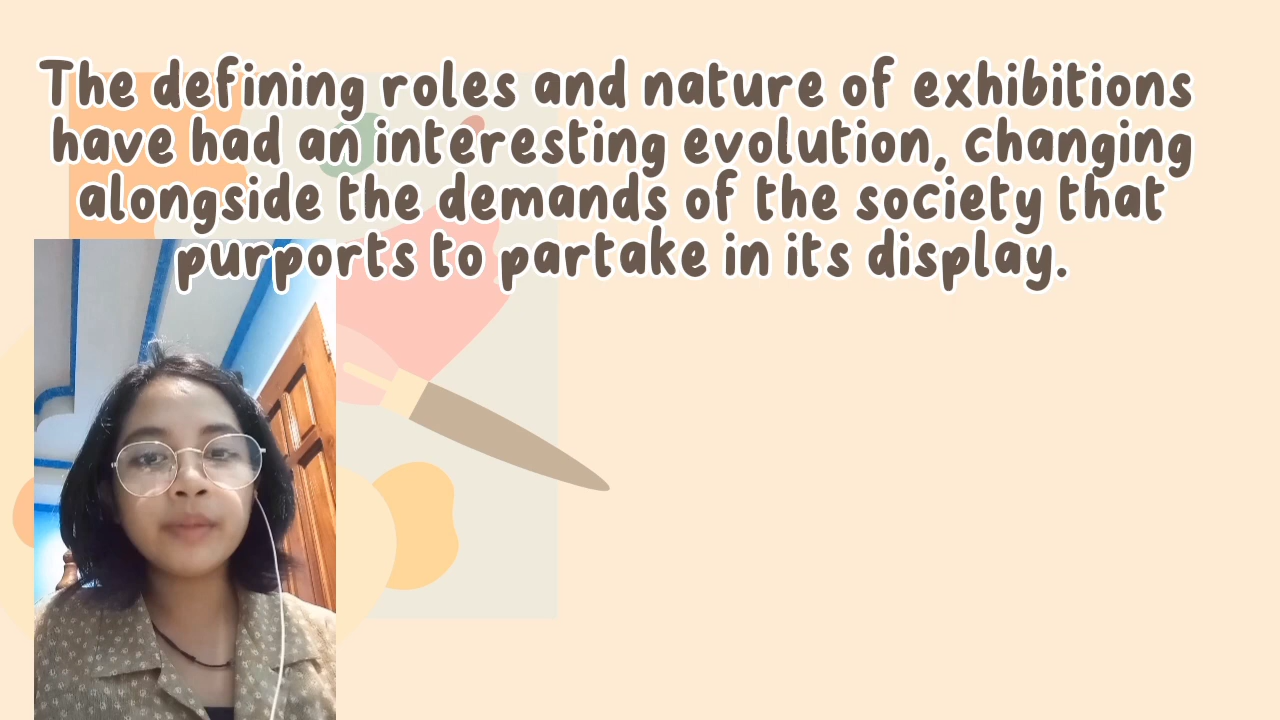 The defining roles and nature of exhibitions
have had an interesting evolution, changing
alongside the demands of the society that
purports to partake in its display.